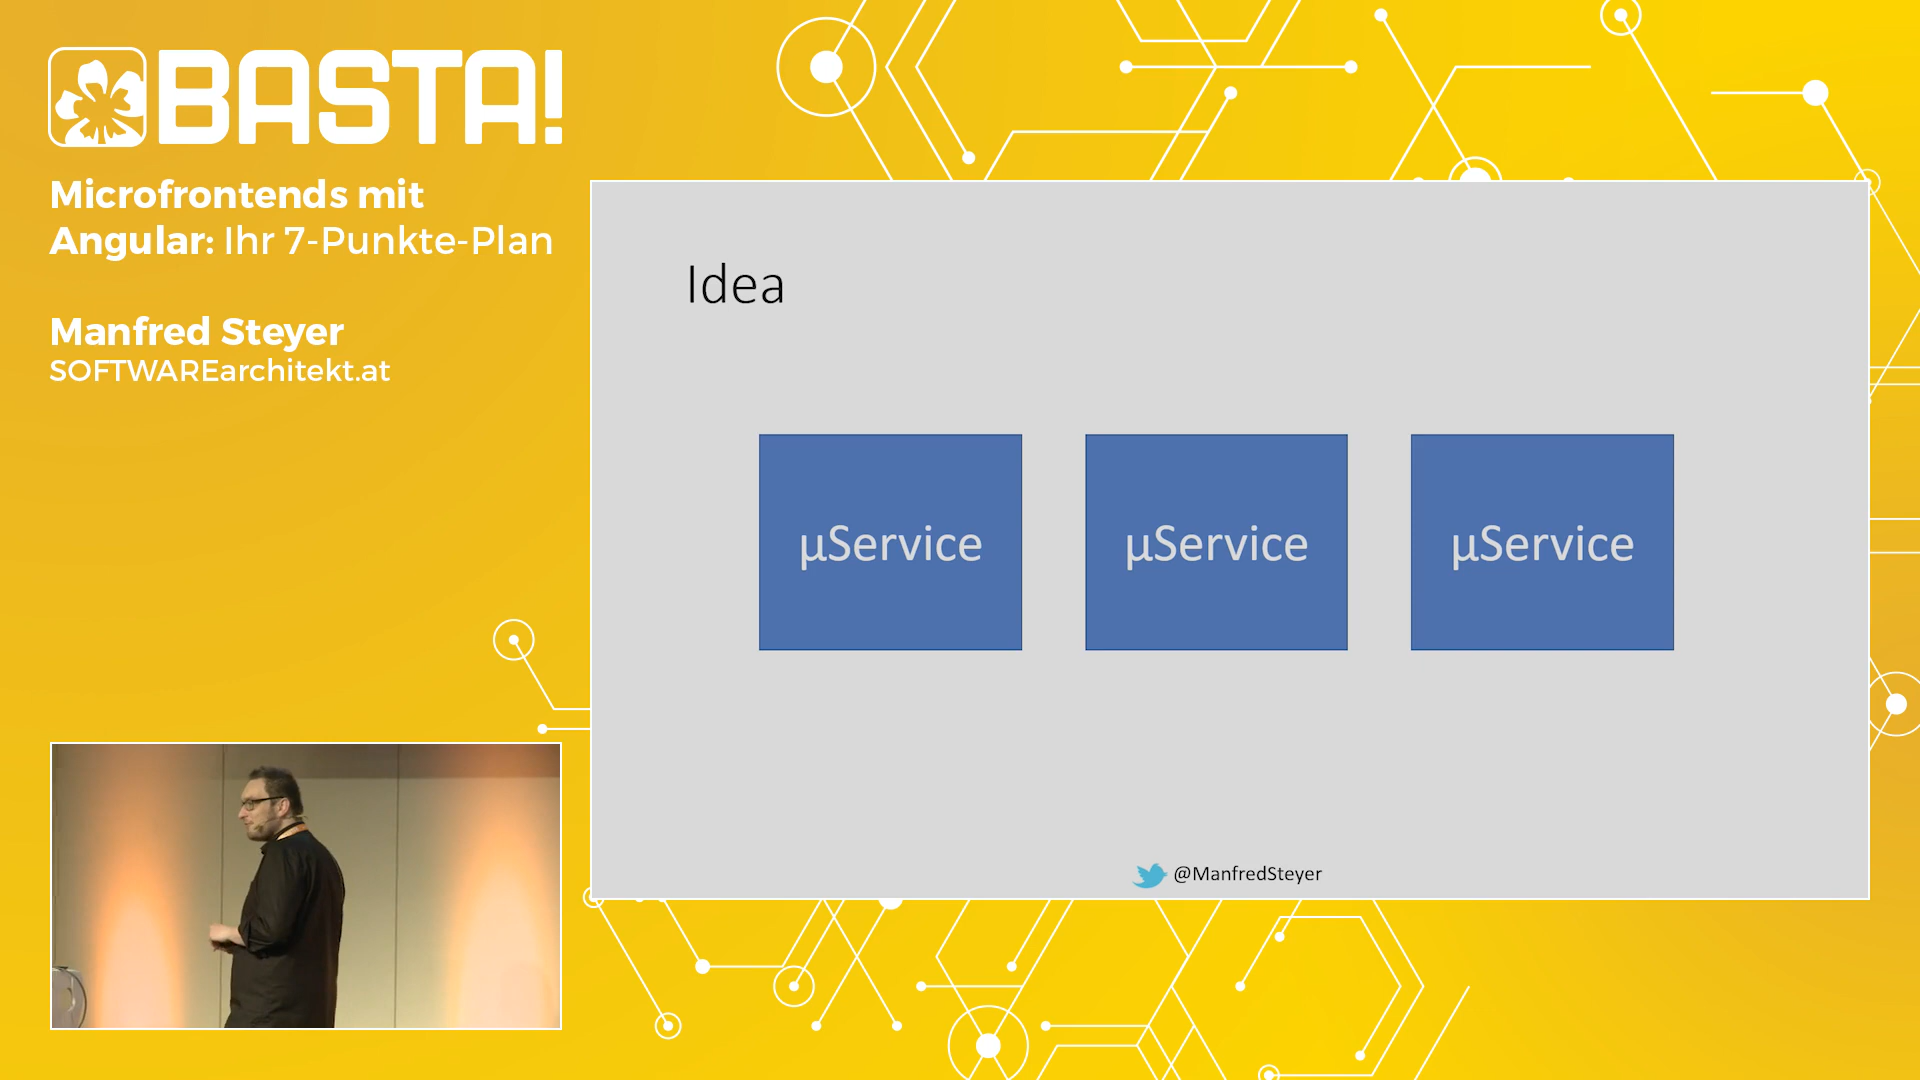 BASTA!
Microfrontends mit
Angular: Ihr 7-Punkte-Plan
Manfred Steyer
SOFTWAREarchitekt.at
Idea
µService
µService
µService
@ManfredSteyer